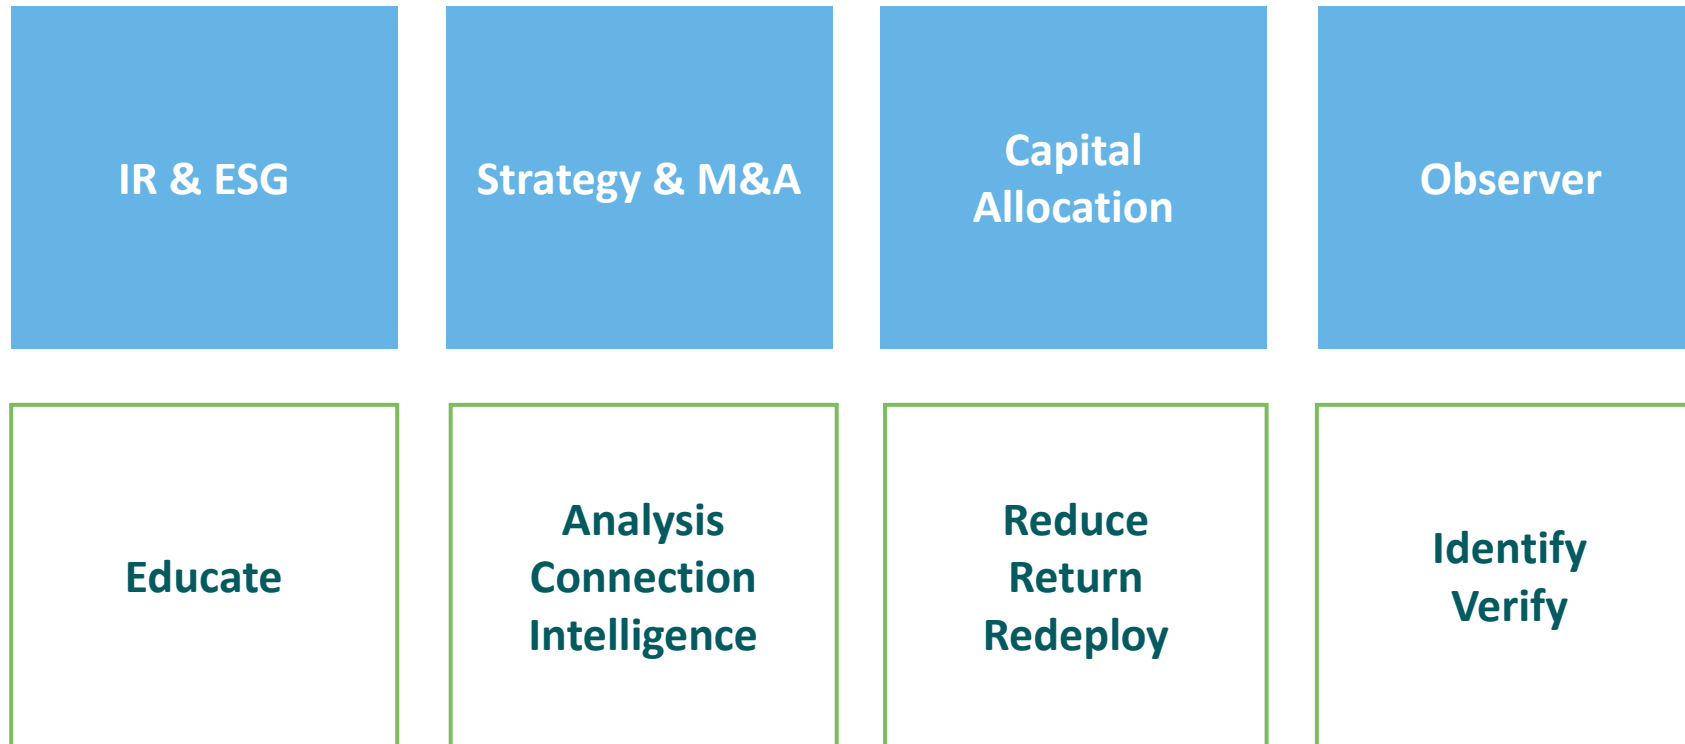 IR & ESG
Strategy & M&A
Capital
Allocation
Observer
Educate
Analysis
Connection
Intelligence
Reduce
Return
Redeploy
Identify
Verify